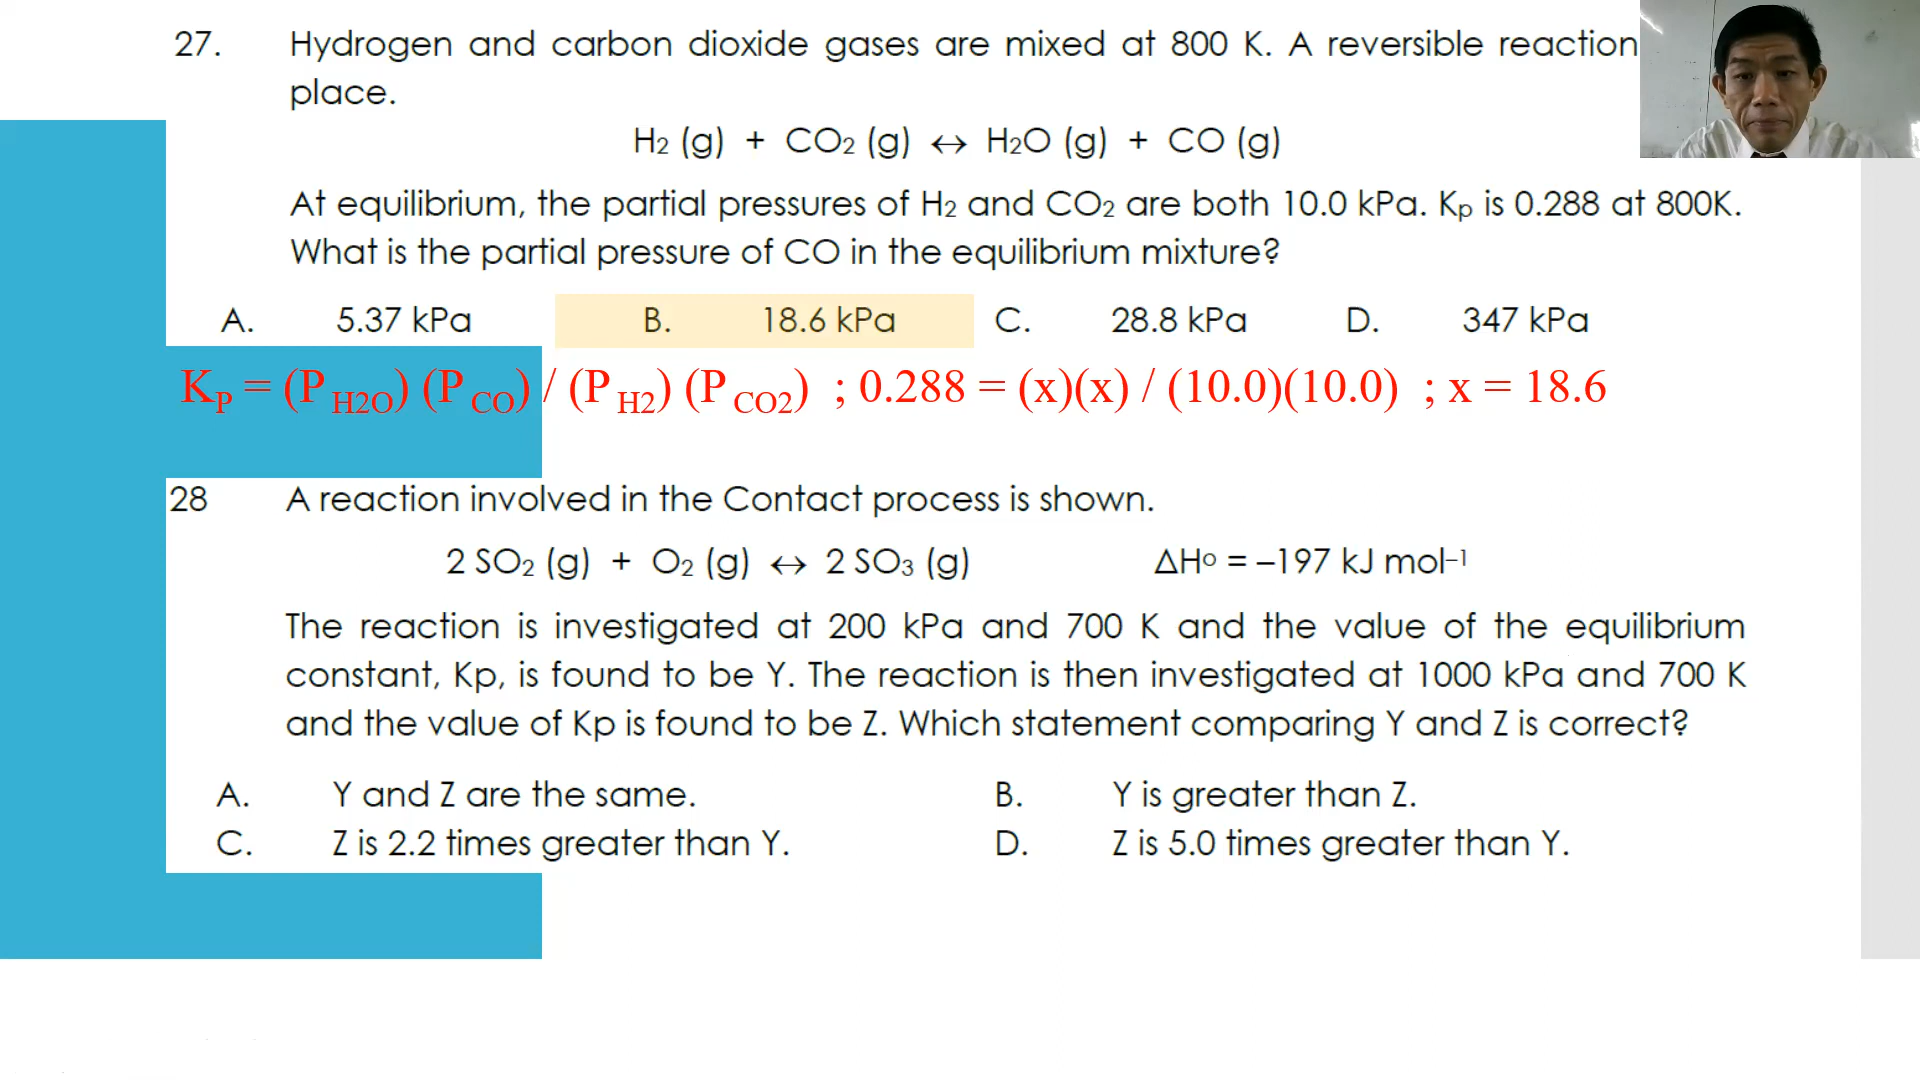 27. Hydrogen and carbon dioxide gases are mixed at 800 K. A reversible reaction
place.
H₂ (g) + CO₂ (g) ↔ H₂O (g) + CO (g)
At equilibrium, the partial pressures of H₂ and CO₂ are both 10.0 kPa. Kp is 0.288 at 800K.
What is the partial pressure of CO in the equilibrium mixture?
A. 5.37 kPa B. 18.6 kPa C. 28.8 kPa D. 347 kPa
K_P = (P_H2O) (P_CO) / (P_H2) (P_CO2) ; 0.288 = (x)(x) / (10.0)(10.0) ; x = 18.6
28 A reaction involved in the Contact process is shown.
2 SO₂ (g) + O₂ (g) ↔ 2 SO₃ (g) ΔHᵒ = –197 kJ mol⁻¹
The reaction is investigated at 200 kPa and 700 K and the value of the equilibrium
constant, Kp, is found to be Y. The reaction is then investigated at 1000 kPa and 700 K
and the value of Kp is found to be Z. Which statement comparing Y and Z is correct?
A. Y and Z are the same. B. Y is greater than Z.
C. Z is 2.2 times greater than Y. D. Z is 5.0 times greater than Y.